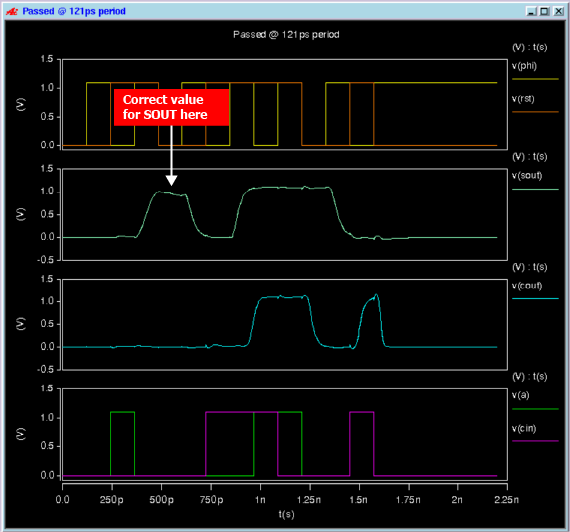 Passed @ 121ps period
Passed @ 121ps period
(V) : t(s)
1.5
v(phi)
1.0
(V)
v(rst)
0.5
0.0
Correct value
for SOUT here
(V) : t(s)
1.5
v(sout)
1.0
(V)
0.5
0.0
-0.5
(V) : t(s)
1.5
v(cout)
1.0
(V)
0.5
0.0
-0.5
(V) : t(s)
1.5
v(a)
1.0
(V)
v(cin)
0.5
0.0
0.0 250p 500p 750p 1n 1.25n 1.5n 1.75n 2n 2.25n
t(s)